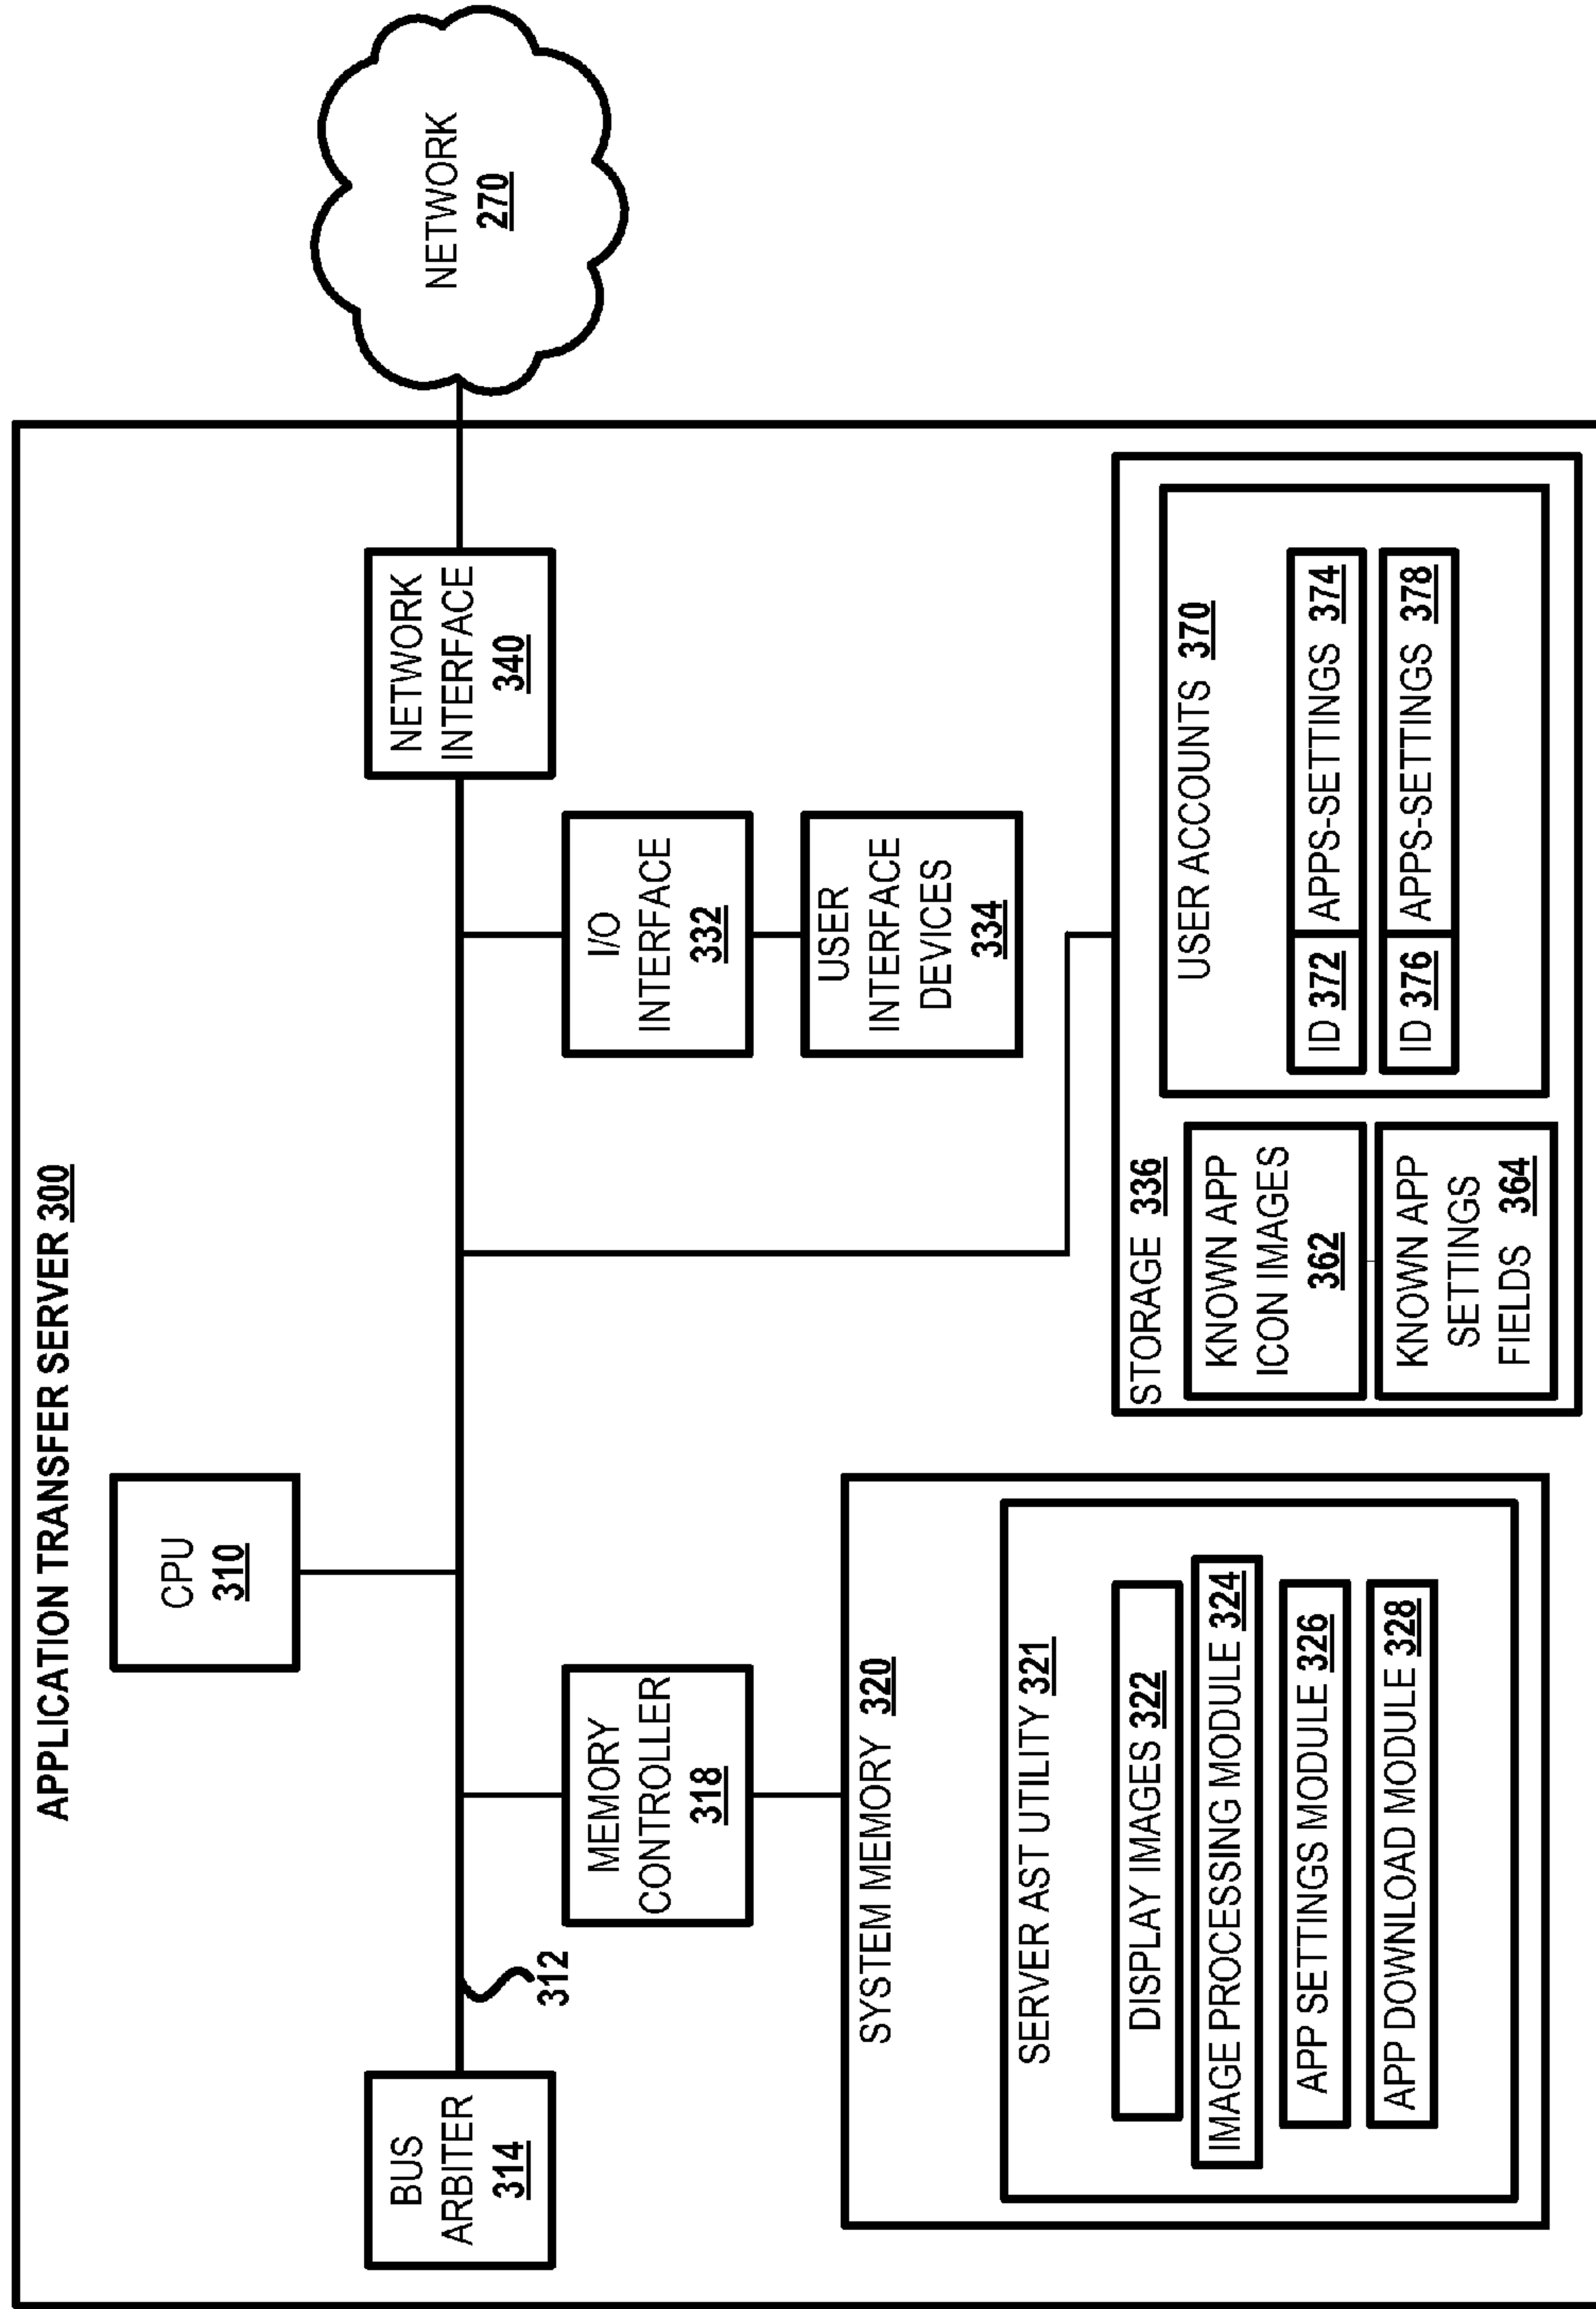 APPLICATION TRANSFER SERVER 300
CPU
310
BUS
ARBITER
314
312
MEMORY
CONTROLLER
318
NETWORK
INTERFACE
340
NETWORK
270
I/O
INTERFACE
332
USER
INTERFACE
DEVICES
334
SYSTEM MEMORY 320
SERVER AST UTILITY 321
DISPLAY IMAGES 322
IMAGE PROCESSING MODULE 324
APP SETTINGS MODULE 326
APP DOWNLOAD MODULE 328
STORAGE 336
KNOWN APP
ICON IMAGES
362
KNOWN APP
SETTINGS
FIELDS 364
USER ACCOUNTS 370
ID 372 APPS-SETTINGS 374
ID 376 APPS-SETTINGS 378